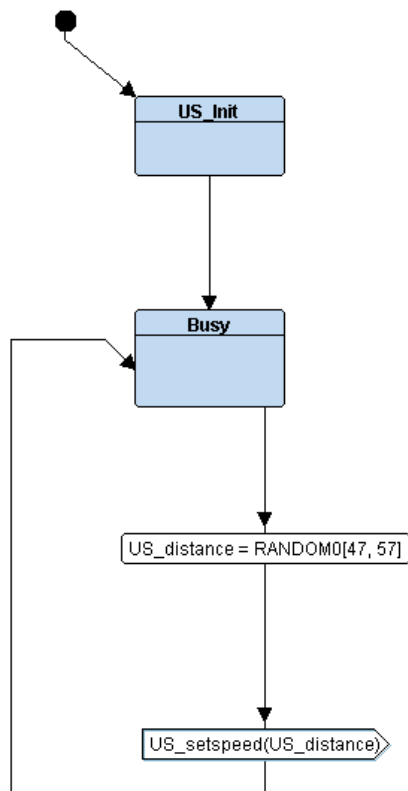 US_Init
Busy
US_distance = RANDOM0[47, 57]
US_setspeed(US_distance)